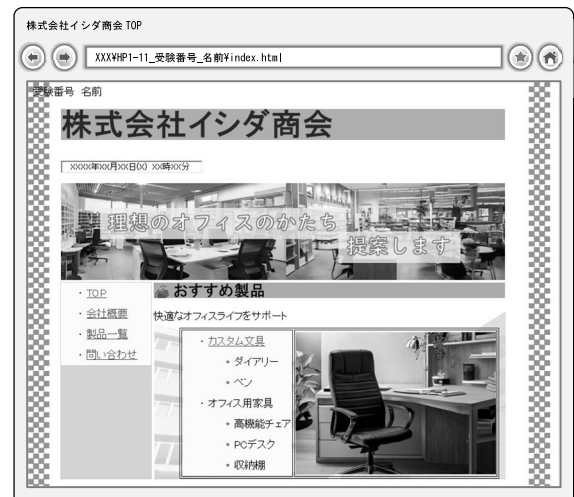 株式会社イシダ商会 TOP
XXX¥HP1-11_受験番号_名前¥index.html
受験番号 名前
株式会社イシダ商会
XXXX年XX月XX日(X) XX時XX分
理想のオフィスのかたち
提案します
・TOP
・会社概要
・製品一覧
・問い合わせ
おすすめ製品
快適なオフィスライフをサポート
・カスタム文具
・ダイアリー
・ペン
・オフィス用家具
・高機能チェア
・PCデスク
・収納棚